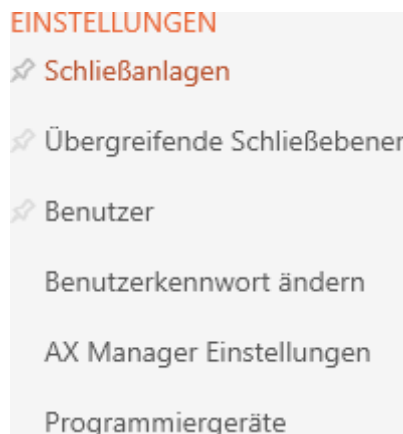 EINSTELLUNGEN
Schließanlagen
Übergreifende Schließebenen
Benutzer
Benutzerkennwort ändern
AX Manager Einstellungen
Programmiergeräte